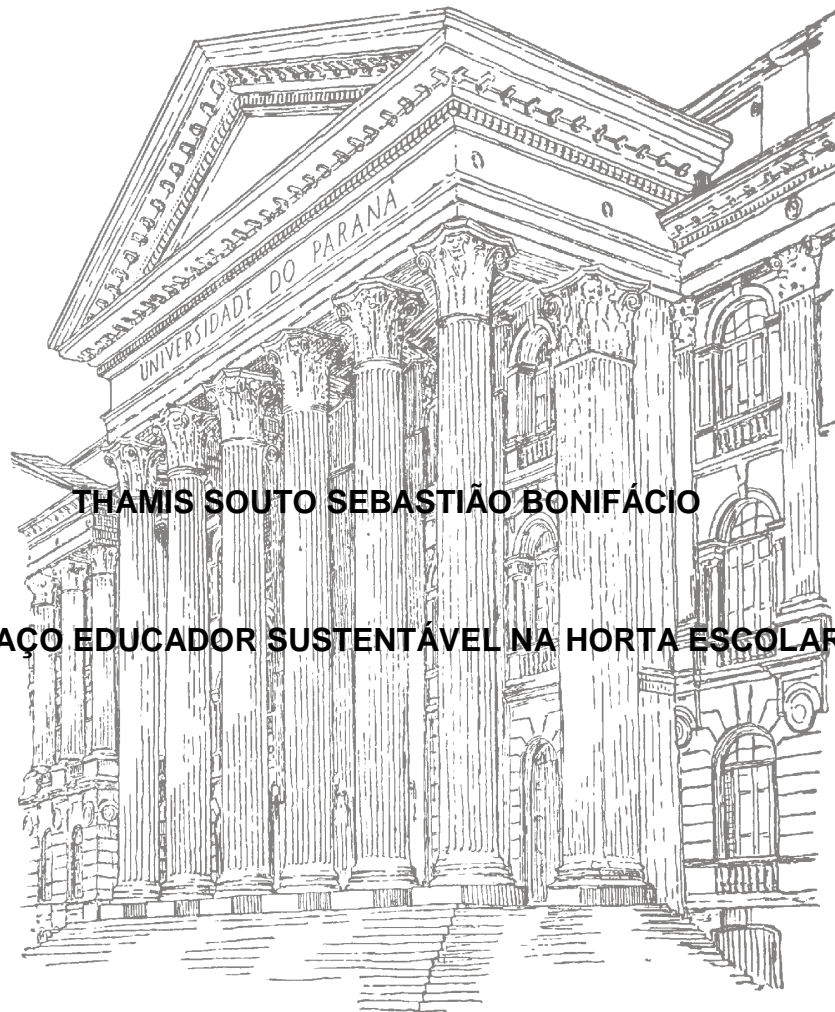 UNIVERSIDADE DO PARANÁ
THAMIS SOUTO SEBASTIÃO BONIFÁCIO
AÇO EDUCADOR SUSTENTÁVEL NA HORTA ESCOLAR